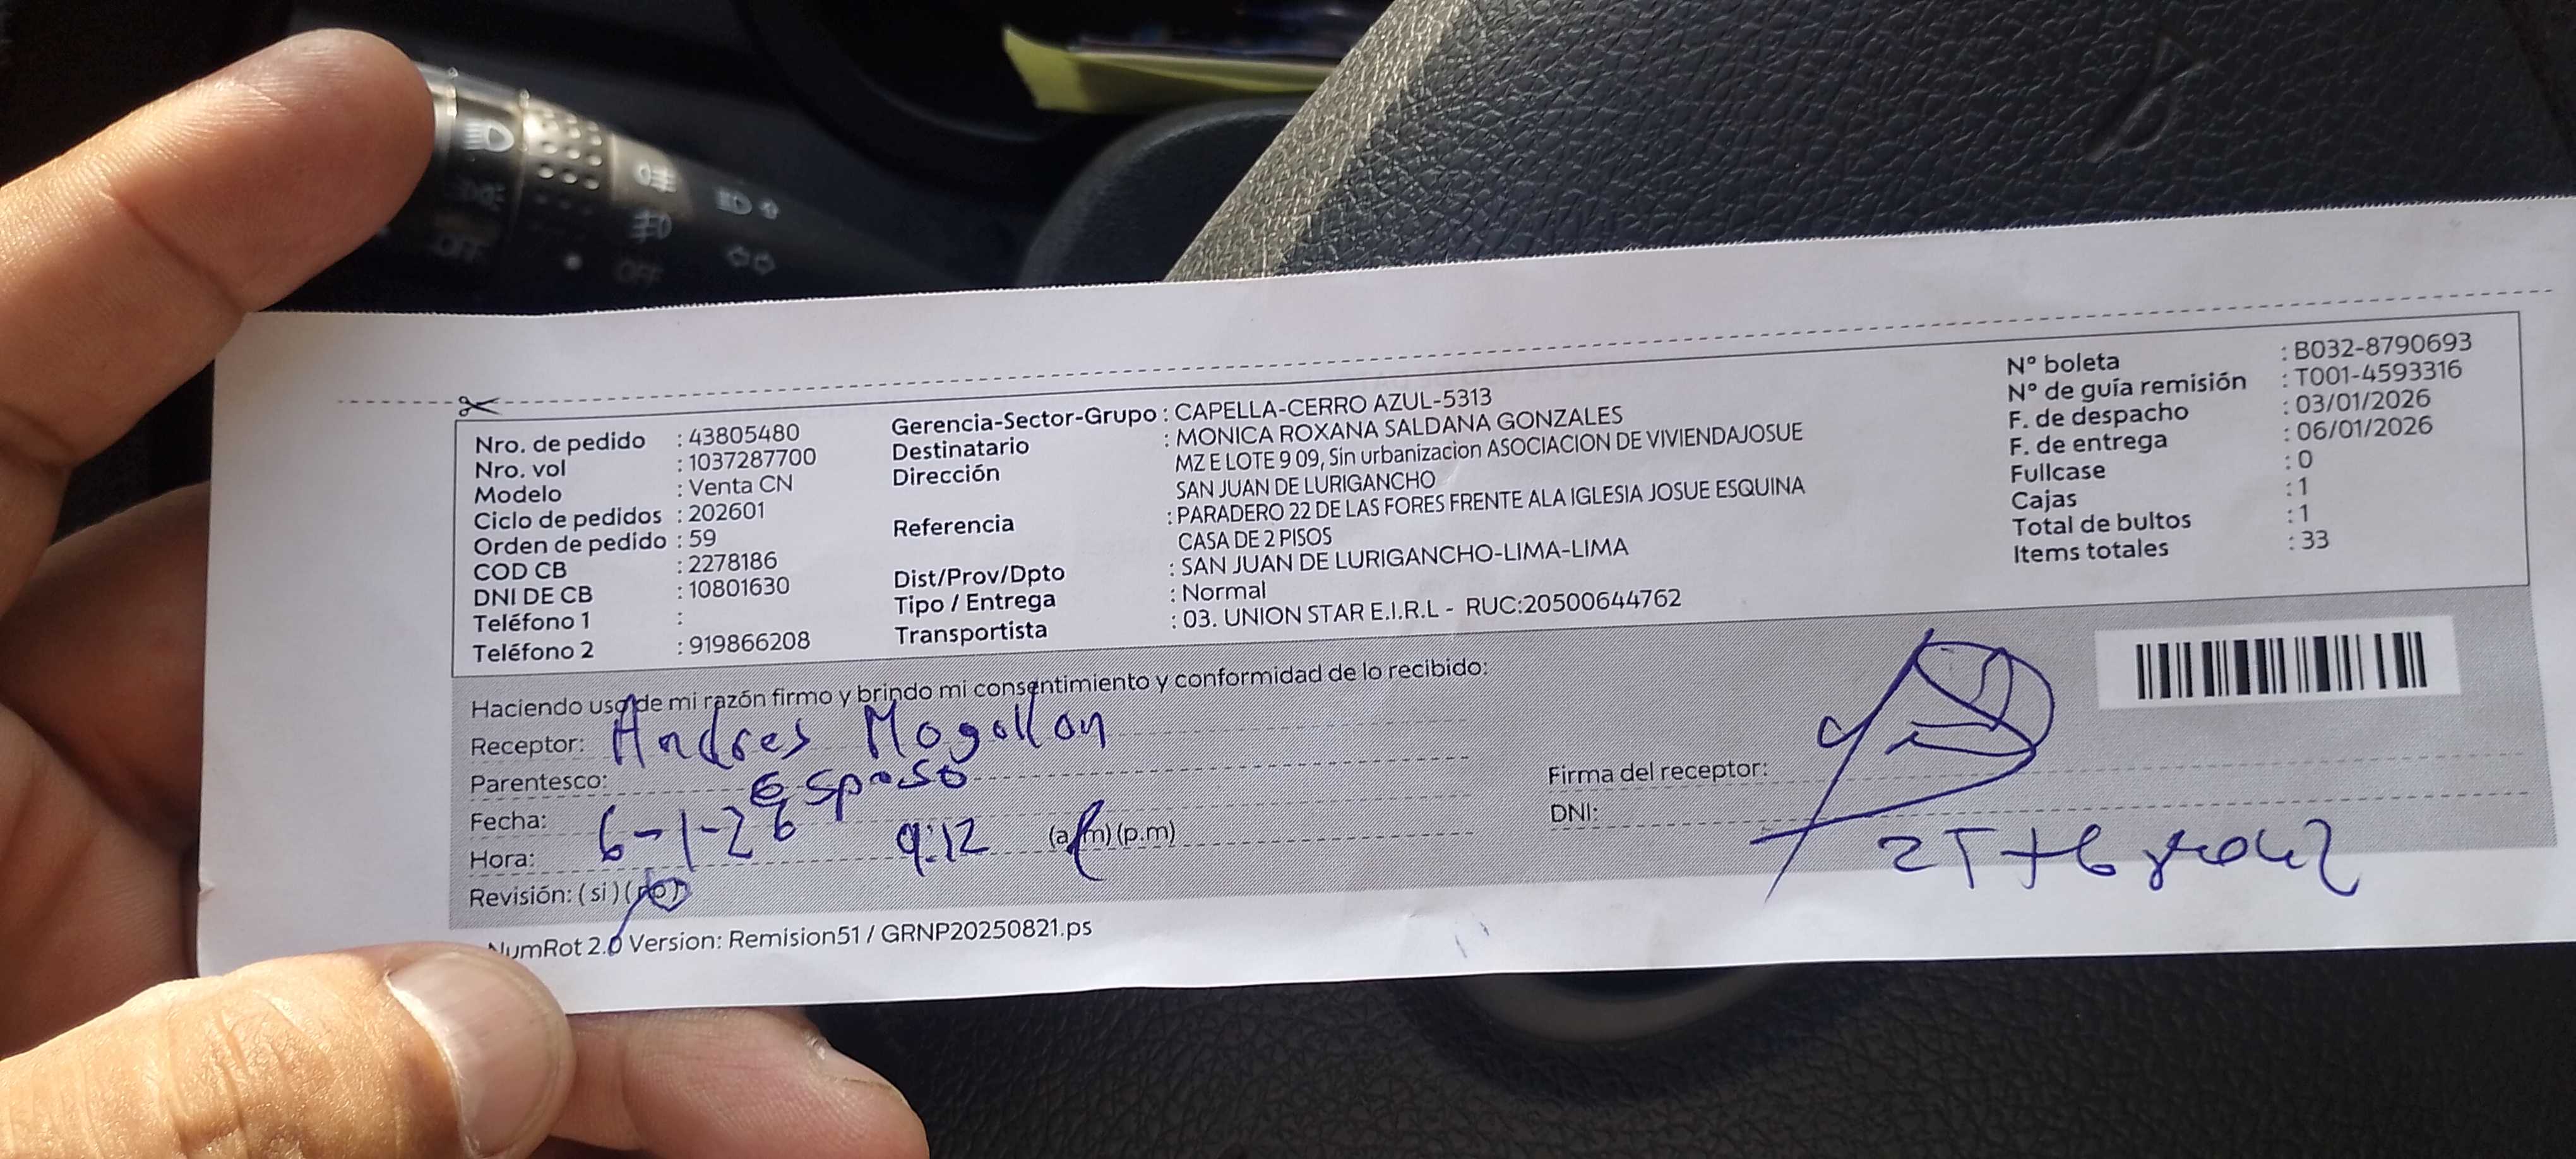 Nro. de pedido : 43805480
Nro. vol : 1037287700
Modelo : Venta CN
Ciclo de pedidos : 202601
Orden de pedido : 59
COD CB : 2278186
DNI DE CB : 10801630
Teléfono 1 :
Teléfono 2 : 919866208
Gerencia-Sector-Grupo : CAPELLA-CERRO AZUL-5313
Destinatario : MONICA ROXANA SALDANA GONZALES
Dirección MZ E LOTE 9 09, Sin urbanizacion ASOCIACION DE VIVIENDAJOSUE
SAN JUAN DE LURIGANCHO
Referencia : PARADERO 22 DE LAS FORES FRENTE ALA IGLESIA JOSUE ESQUINA
CASA DE 2 PISOS
Dist/Prov/Dpto : SAN JUAN DE LURIGANCHO-LIMA-LIMA
Tipo / Entrega : Normal
Transportista : 03. UNION STAR E.I.R.L - RUC:20500644762
N° boleta : B032-8790693
N° de guía remisión : T001-4593316
F. de despacho : 03/01/2026
F. de entrega : 06/01/2026
Fullcase : 0
Cajas : 1
Total de bultos : 1
Items totales : 33
Haciendo uso de mi razón firmo y brindo mi consentimiento y conformidad de lo recibido:
Receptor: Andres Mogollon
Parentesco: esposo
Fecha: 6-1-26
Hora: 9:12 (a.m) (p.m)
Revisión: (si) (no)
Firma del receptor:
DNI:
NumRot 2.0 Version: Remision51 / GRNP20250821.ps
OFF
OFF